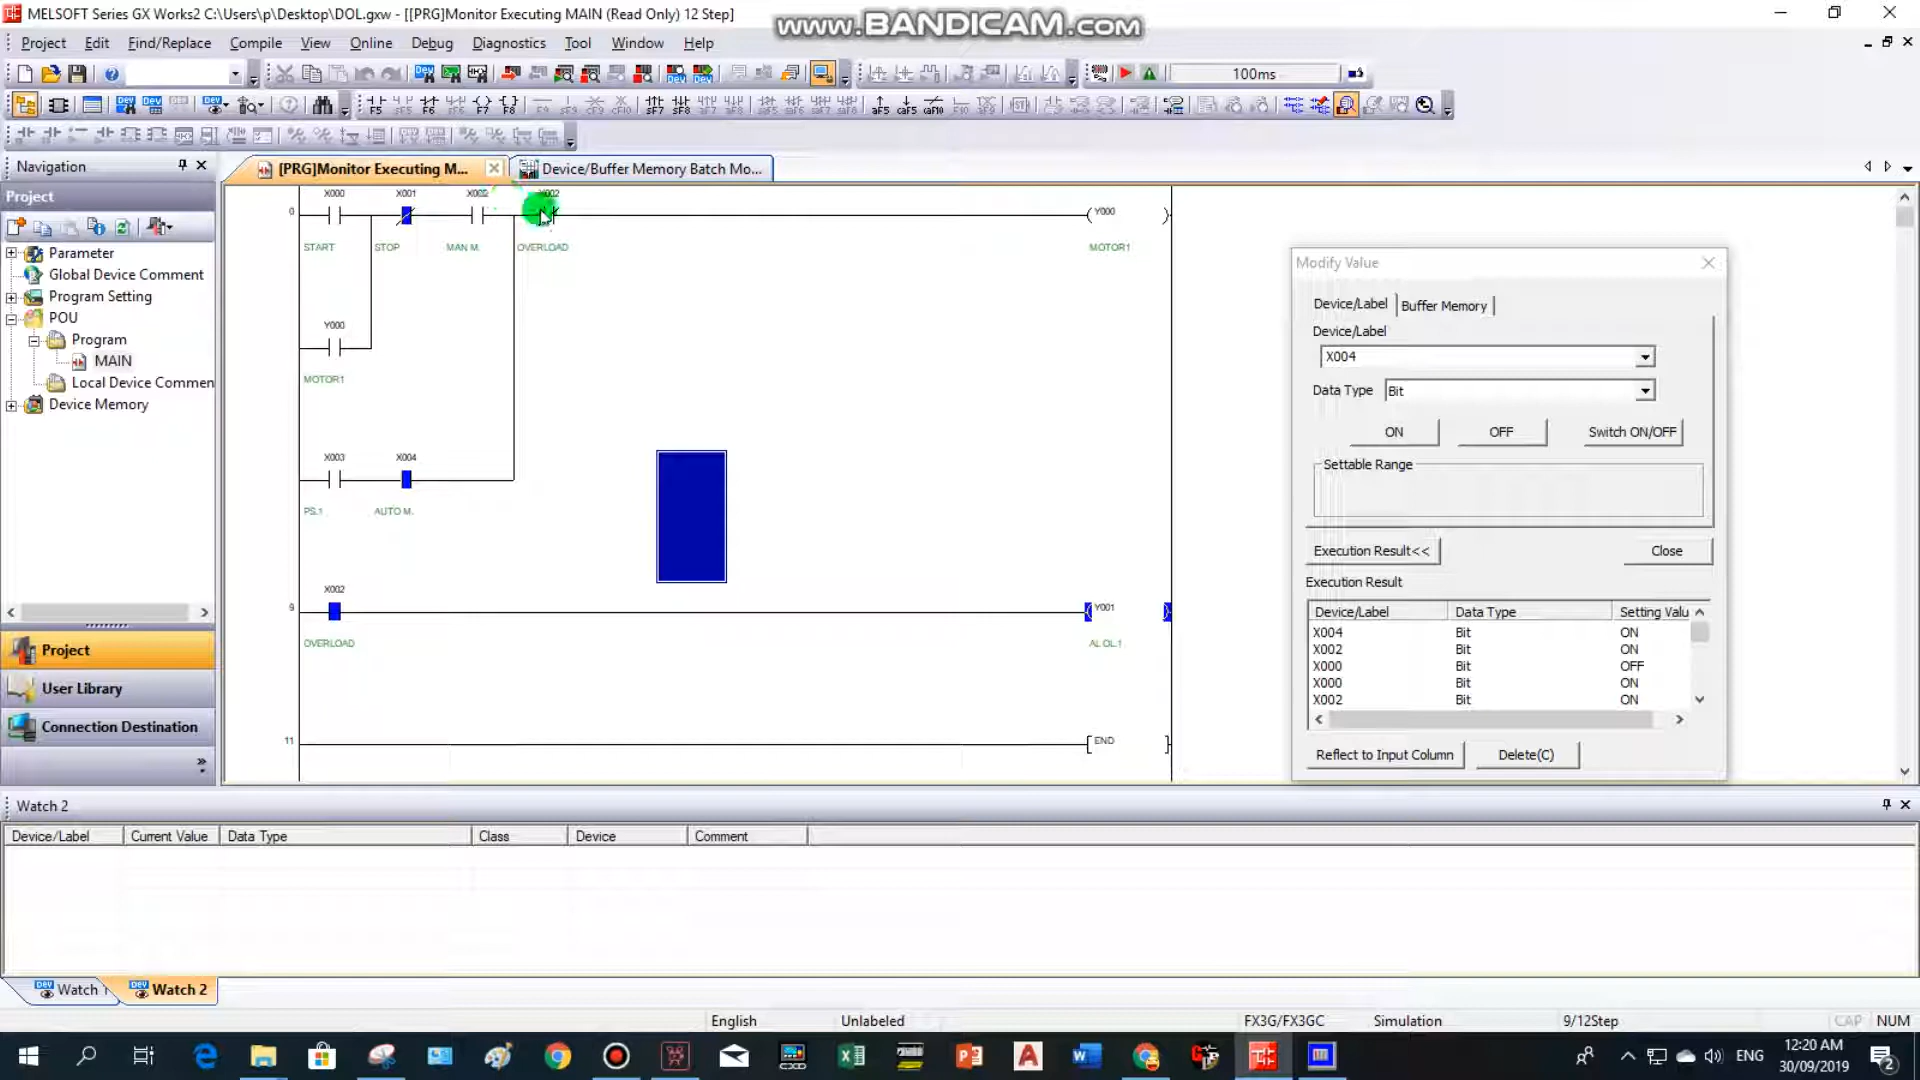 MELSOFT Series GX Works2 C:\Users\p\Desktop\DOL.gxw - [[PRG]Monitor Executing MAIN (Read Only) 12 Step]
www.BANDICAM.com
Project Edit Find/Replace Compile View Online Debug Diagnostics Tool Window Help
100ms
Navigation
[PRG]Monitor Executing M...
Device/Buffer Memory Batch Mo...
Project
Parameter
Global Device Comment
Program Setting
POU
Program
MAIN
Local Device Commen
Device Memory
Project
User Library
Connection Destination
X000 X001 X002
0
Y000
START STOP MAN M. OVERLOAD MOTOR1
Y000
MOTOR1
X003 X004
PS.1 AUTO M.
X002
9
Y001
OVERLOAD AL OL.1
11
END
Modify Value
Device/Label Buffer Memory
Device/Label
X004
Data Type Bit
ON OFF Switch ON/OFF
Settable Range
Execution Result<< Close
Execution Result
Device/Label Data Type Setting Valu
X004 Bit ON
X002 Bit ON
X000 Bit OFF
X000 Bit ON
X002 Bit ON
Reflect to Input Column Delete(C)
Watch 2
Device/Label Current Value Data Type Class Device Comment
Watch 1 Watch 2
English Unlabeled FX3G/FX3GC Simulation 9/12Step CAP NUM
ENG
12:20 AM
30/09/2019
2